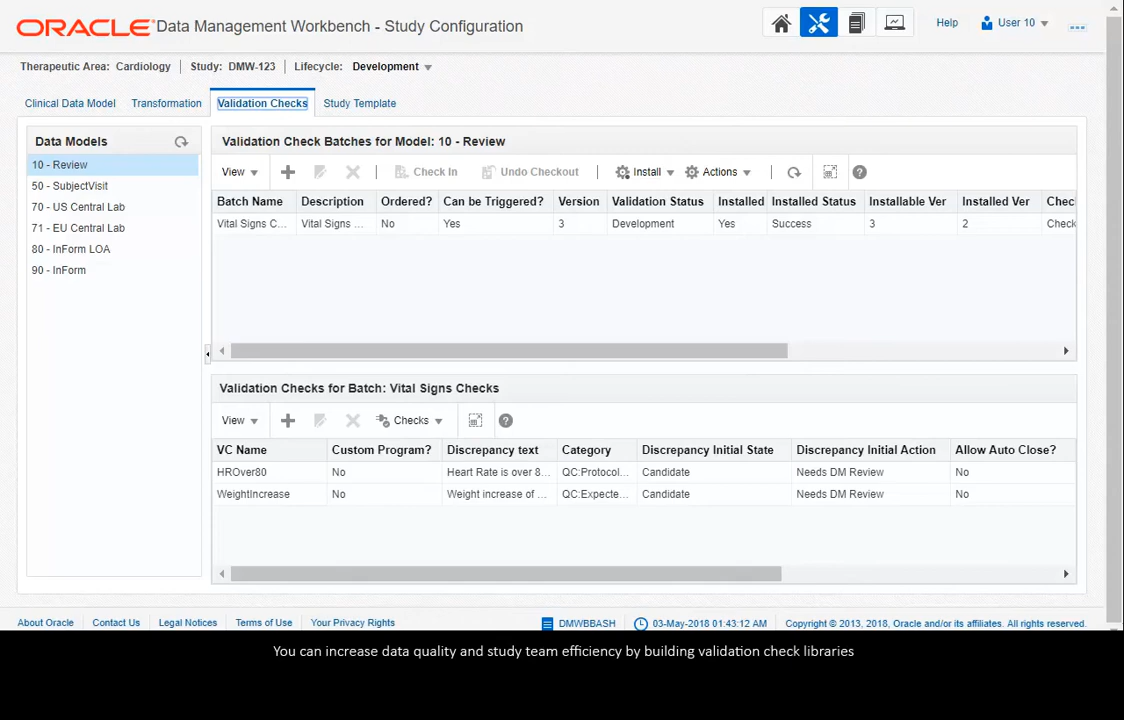 ORACLE Data Management Workbench - Study Configuration
Help User 10
Therapeutic Area: Cardiology Study: DMW-123 Lifecycle: Development
Clinical Data Model Transformation Validation Checks Study Template
Data Models
10 - Review
50 - SubjectVisit
70 - US Central Lab
71 - EU Central Lab
80 - InForm LOA
90 - InForm
Validation Check Batches for Model: 10 - Review
View Check In Undo Checkout Install Actions
Batch Name Description Ordered? Can be Triggered? Version Validation Status Installed Installed Status Installable Ver Installed Ver Chec
Vital Signs C... Vital Signs ... No Yes 3 Development Yes Success 3 2 Check
Validation Checks for Batch: Vital Signs Checks
View Checks
VC Name Custom Program? Discrepancy text Category Discrepancy Initial State Discrepancy Initial Action Allow Auto Close?
HROver80 No Heart Rate is over 8... QC:Protocol... Candidate Needs DM Review No
WeightIncrease No Weight increase of ... QC:Expecte... Candidate Needs DM Review No
About Oracle Contact Us Legal Notices Terms of Use Your Privacy Rights DMWBBASH 03-May-2018 01:43:12 AM Copyright © 2013, 2018, Oracle and/or its affiliates. All rights reserved.
You can increase data quality and study team efficiency by building validation check libraries